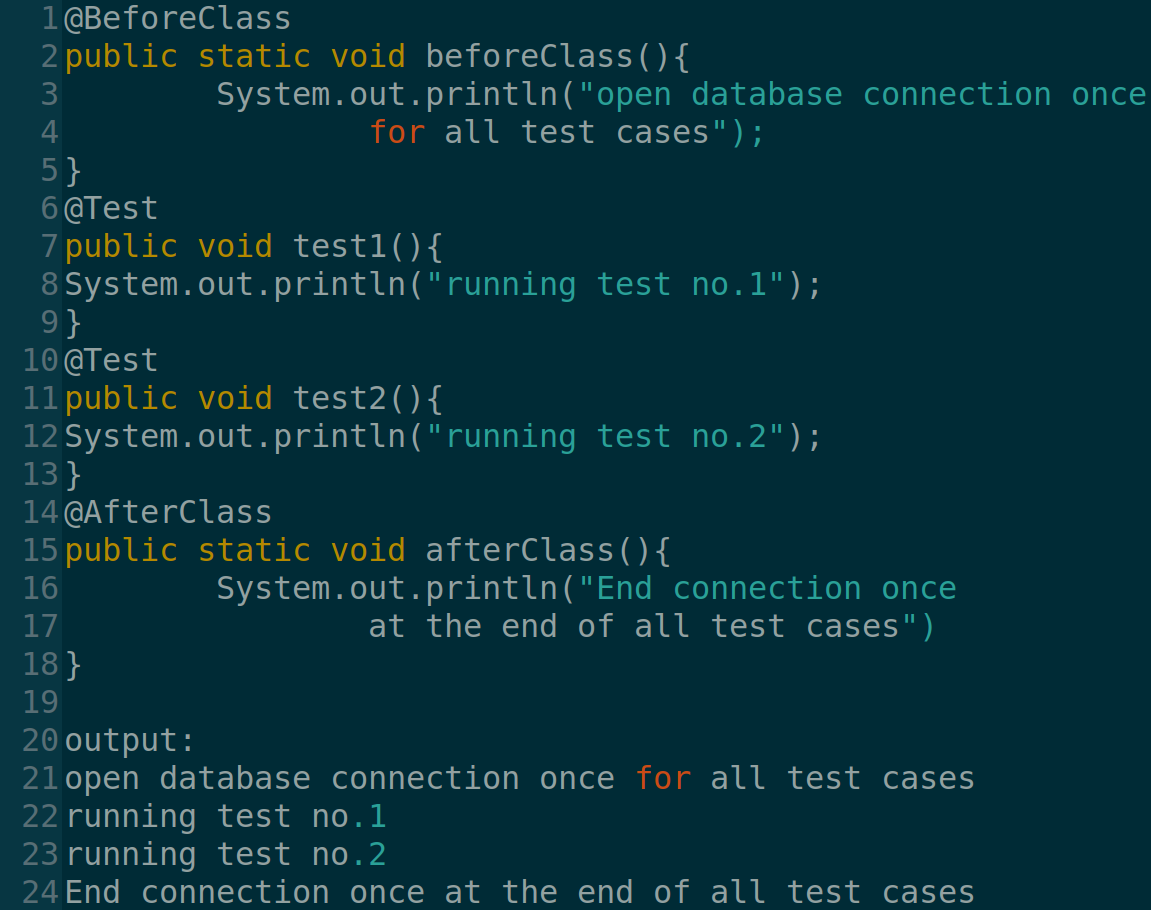 1 @BeforeClass
2 public static void beforeClass(){
3         System.out.println("open database connection once
4                 for all test cases");
5 }
6 @Test
7 public void test1(){
8 System.out.println("running test no.1");
9 }
10 @Test
11 public void test2(){
12 System.out.println("running test no.2");
13 }
14 @AfterClass
15 public static void afterClass(){
16         System.out.println("End connection once
17                 at the end of all test cases")
18 }
19
20 output:
21 open database connection once for all test cases
22 running test no.1
23 running test no.2
24 End connection once at the end of all test cases